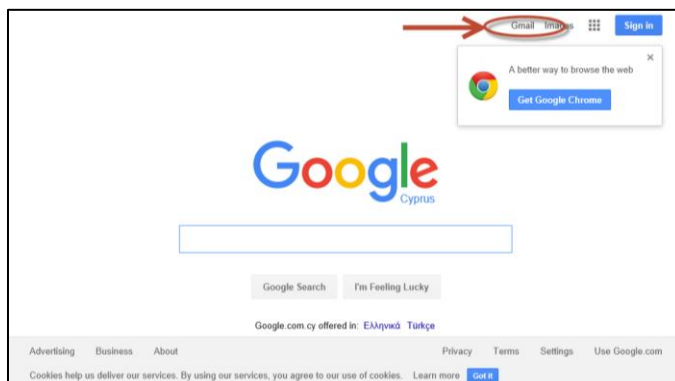 Gmail Images Sign in
×
A better way to browse the web
Get Google Chrome
Google
Cyprus
Google Search I'm Feeling Lucky
Google.com.cy offered in: Ελληνικά Türkçe
Advertising Business About Privacy Terms Settings Use Google.com
Cookies help us deliver our services. By using our services, you agree to our use of cookies. Learn more Got it